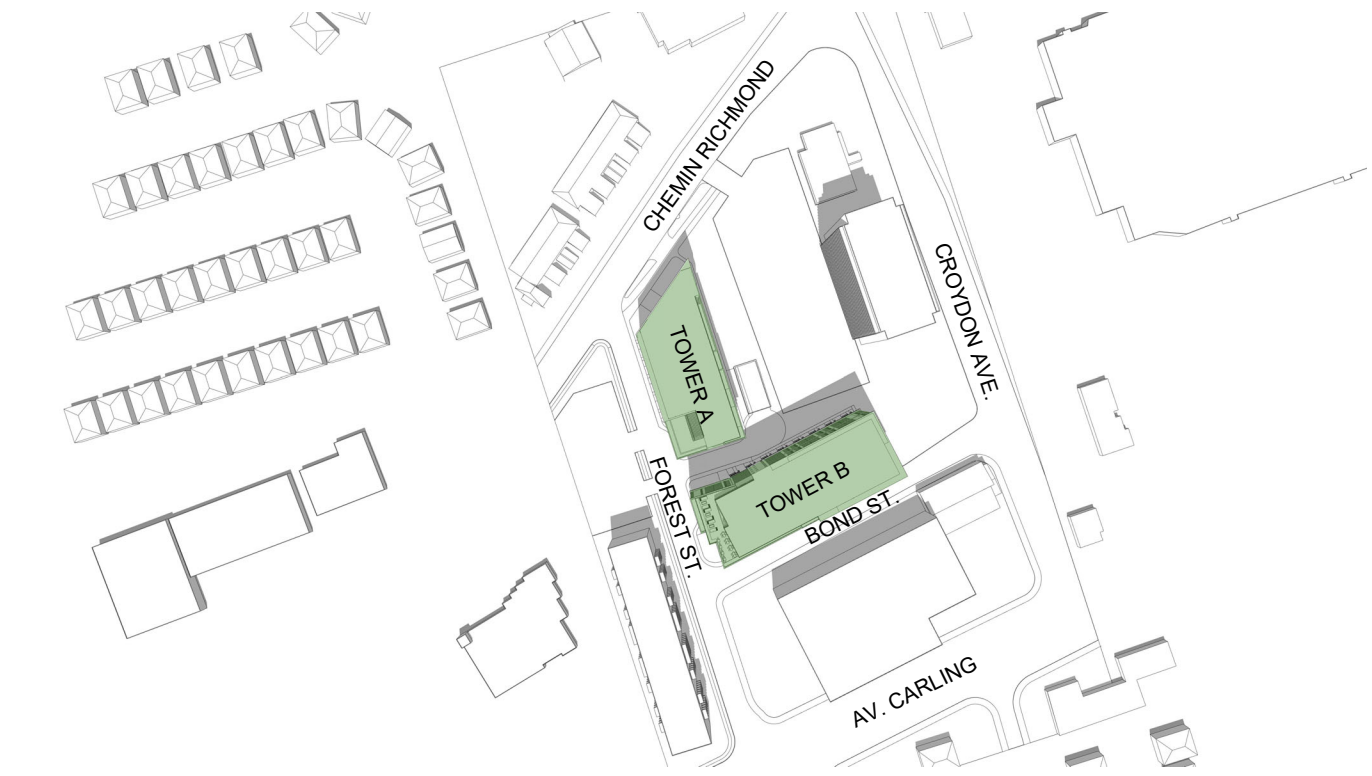 CHEMIN RICHMOND
CROYDON AVE.
TOWER A
TOWER B
FOREST ST.
BOND ST.
AV. CARLING